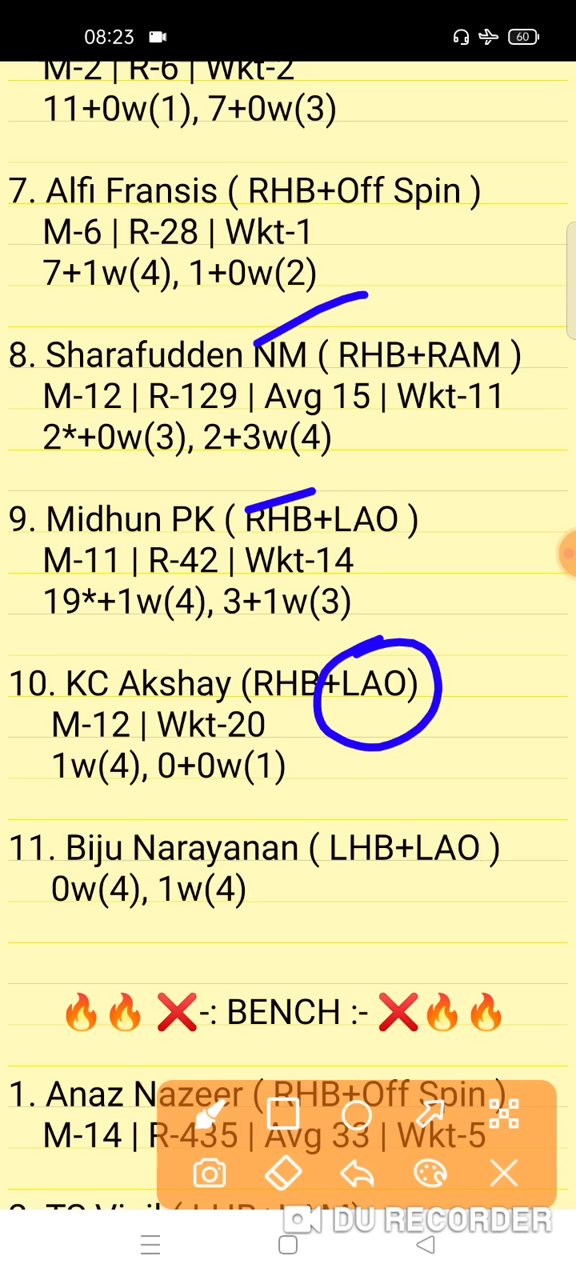 08:23
60
M-2 | R-6 | Wkt-2
11+0w(1), 7+0w(3)
7. Alfi Fransis ( RHB+Off Spin )
M-6 | R-28 | Wkt-1
7+1w(4), 1+0w(2)
8. Sharafudden NM ( RHB+RAM )
M-12 | R-129 | Avg 15 | Wkt-11
2*+0w(3), 2+3w(4)
9. Midhun PK ( RHB+LAO )
M-11 | R-42 | Wkt-14
19*+1w(4), 3+1w(3)
10. KC Akshay (RHB+LAO)
M-12 | Wkt-20
1w(4), 0+0w(1)
11. Biju Narayanan ( LHB+LAO )
0w(4), 1w(4)
🔥🔥 ❌-: BENCH :- ❌🔥🔥
1. Anaz Nazeer ( RHB+Off Spin )
M-14 | R-435 | Avg 33 | Wkt-5
DU RECORDER